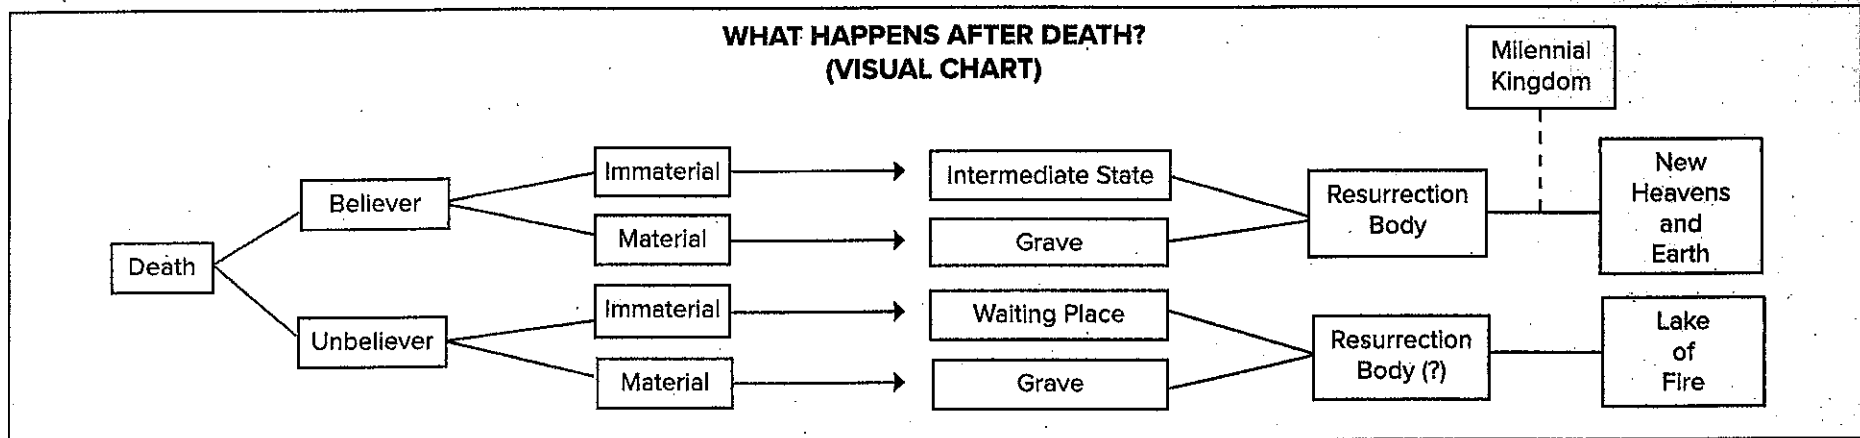 WHAT HAPPENS AFTER DEATH?
(VISUAL CHART)
Milennial
Kingdom
Death
Believer
Unbeliever
Immaterial
Material
Immaterial
Material
Intermediate State
Grave
Waiting Place
Grave
Resurrection
Body
Resurrection
Body (?)
New
Heavens
and
Earth
Lake
of
Fire